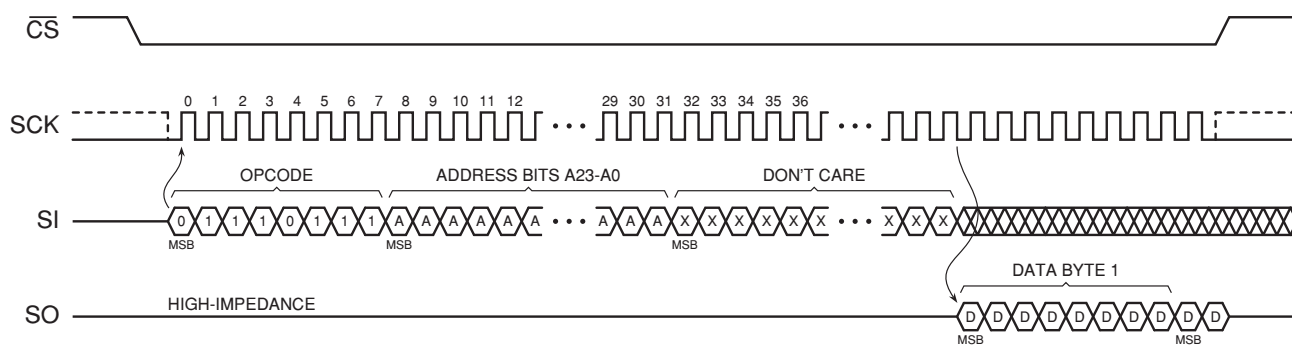 CS
SCK
0 1 2 3 4 5 6 7 8 9 10 11 12 29 30 31 32 33 34 35 36
OPCODE ADDRESS BITS A23-A0 DON'T CARE
SI
0 1 1 1 0 1 1 1 A A A A A A A A A X X X X X X X X X
MSB MSB MSB
DATA BYTE 1
HIGH-IMPEDANCE
SO
D D D D D D D D D D
MSB MSB